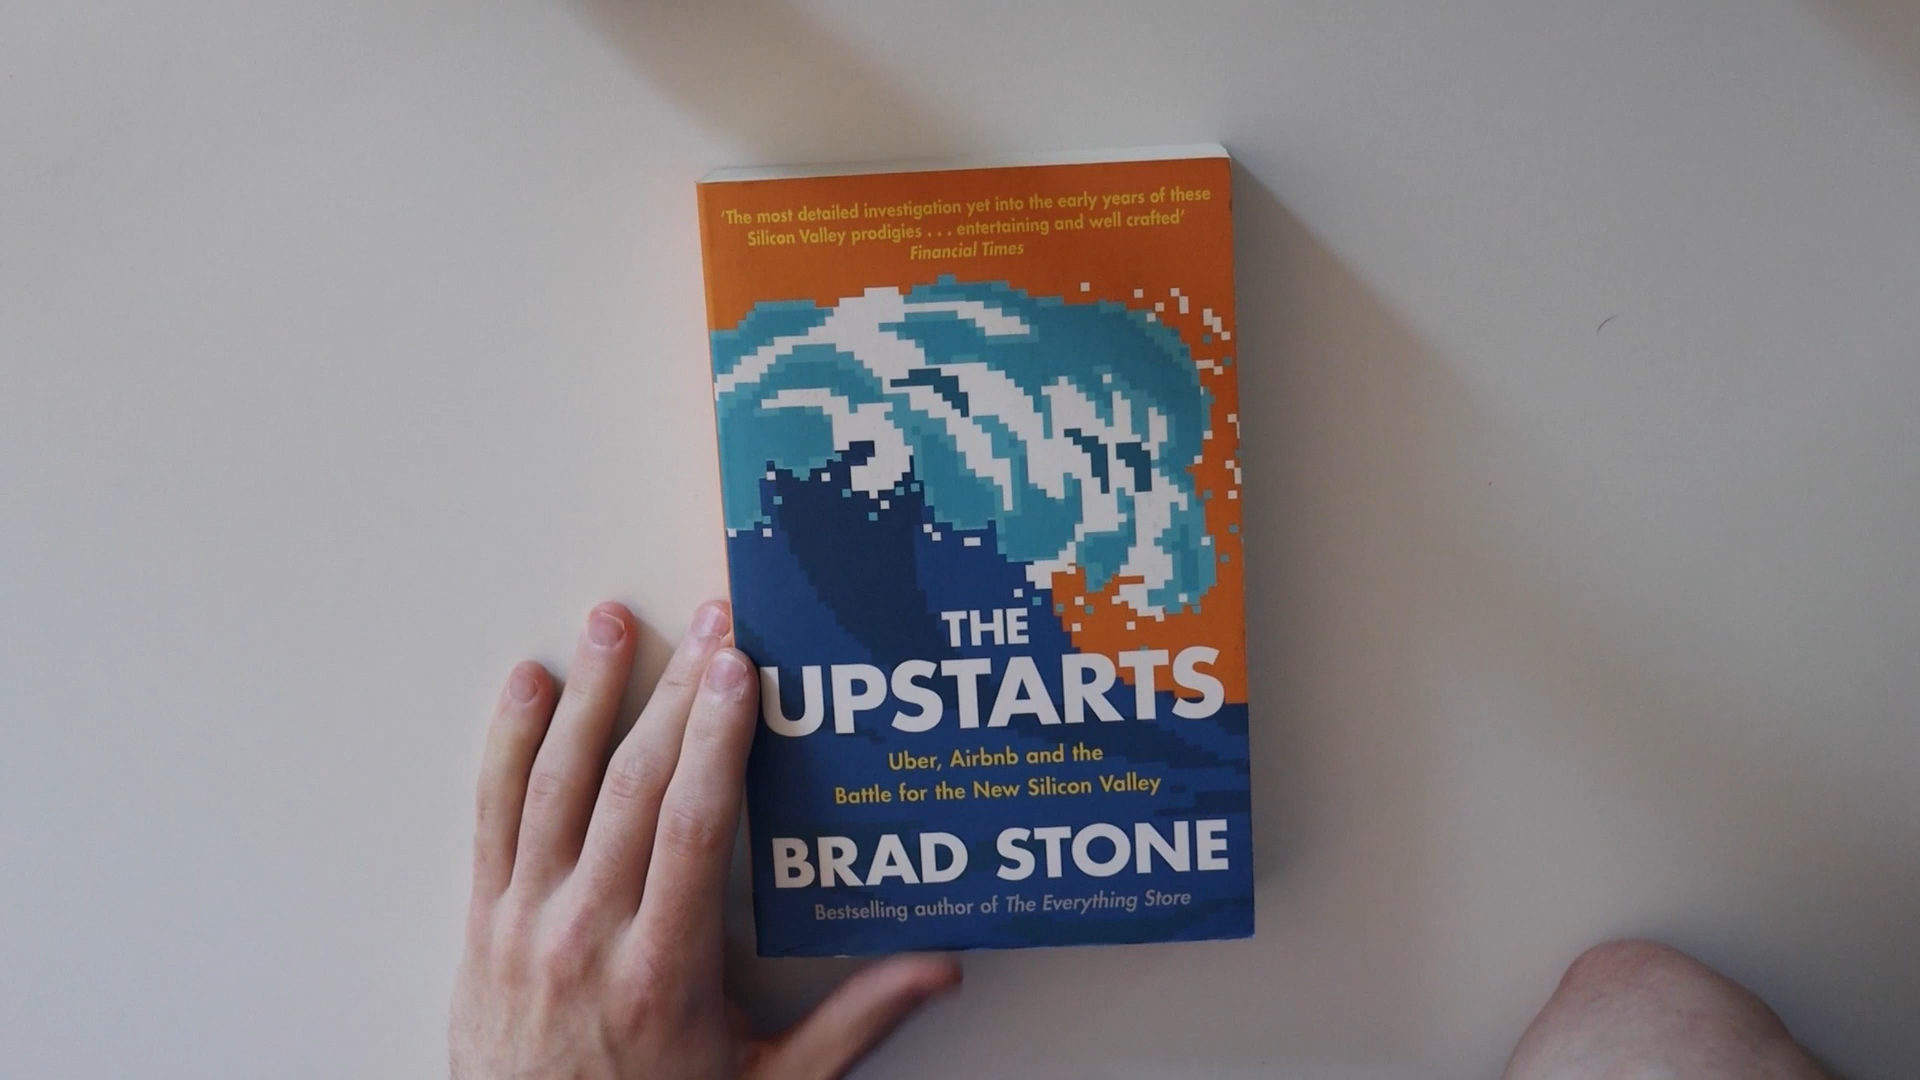 ‘The most detailed investigation yet into the early years of these
Silicon Valley prodigies . . . entertaining and well crafted’
Financial Times
THE
UPSTARTS
Uber, Airbnb and the
Battle for the New Silicon Valley
BRAD STONE
Bestselling author of The Everything Store